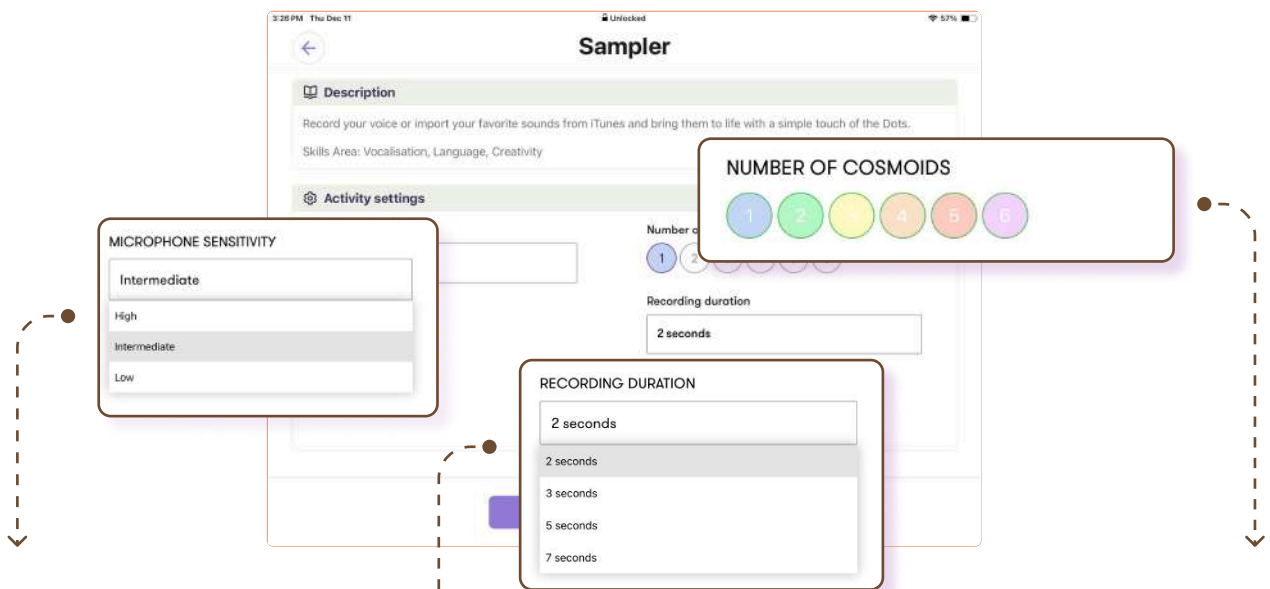 3:26 PM Thu Dec 11
Unlocked
57%
Sampler
Description
Record your voice or import your favorite sounds from iTunes and bring them to life with a simple touch of the Dots.
Skills Area: Vocalisation, Language, Creativity
NUMBER OF COSMOIDS
1 2 3 4 5 6
Activity settings
MICROPHONE SENSITIVITY
Intermediate
High
Intermediate
Low
Number o
1 2
Recording duration
2 seconds
RECORDING DURATION
2 seconds
2 seconds
3 seconds
5 seconds
7 seconds